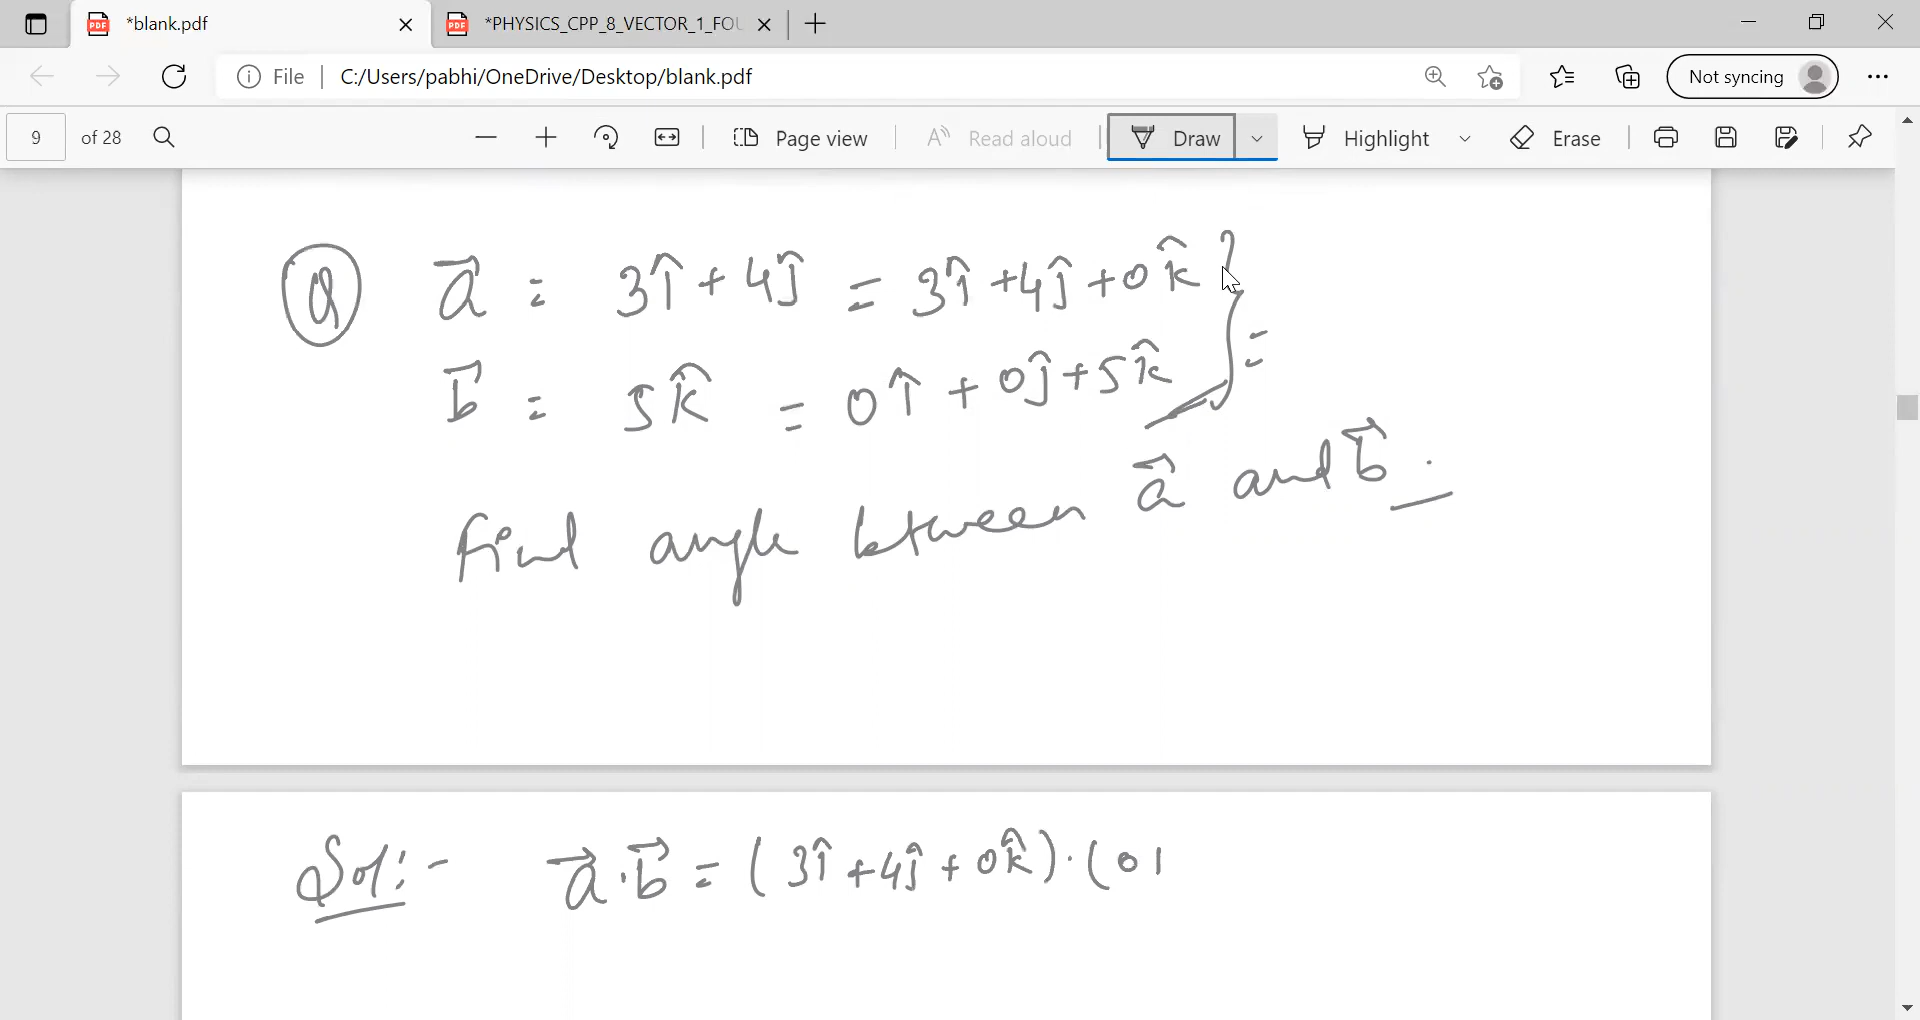 *blank.pdf
*PHYSICS_CPP_8_VECTOR_1_FOU
File | C:/Users/pabhi/OneDrive/Desktop/blank.pdf
Not syncing
9 of 28
Page view
Read aloud
Draw
Highlight
Erase
Q a⃗ = 3î + 4ĵ = 3î + 4ĵ + 0k̂ } =
b⃗ = 5k̂ = 0î + 0ĵ + 5k̂
Find angle between a⃗ and b⃗ .
Sol:- a⃗.b⃗ = (3î + 4ĵ + 0k̂).(0 l